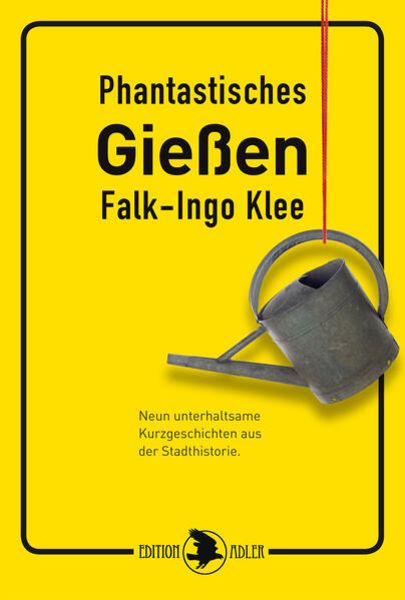 Phantastisches
Gießen
Falk-Ingo Klee
Neun unterhaltsame
Kurzgeschichten aus
der Stadthistorie.
EDITION ADLER